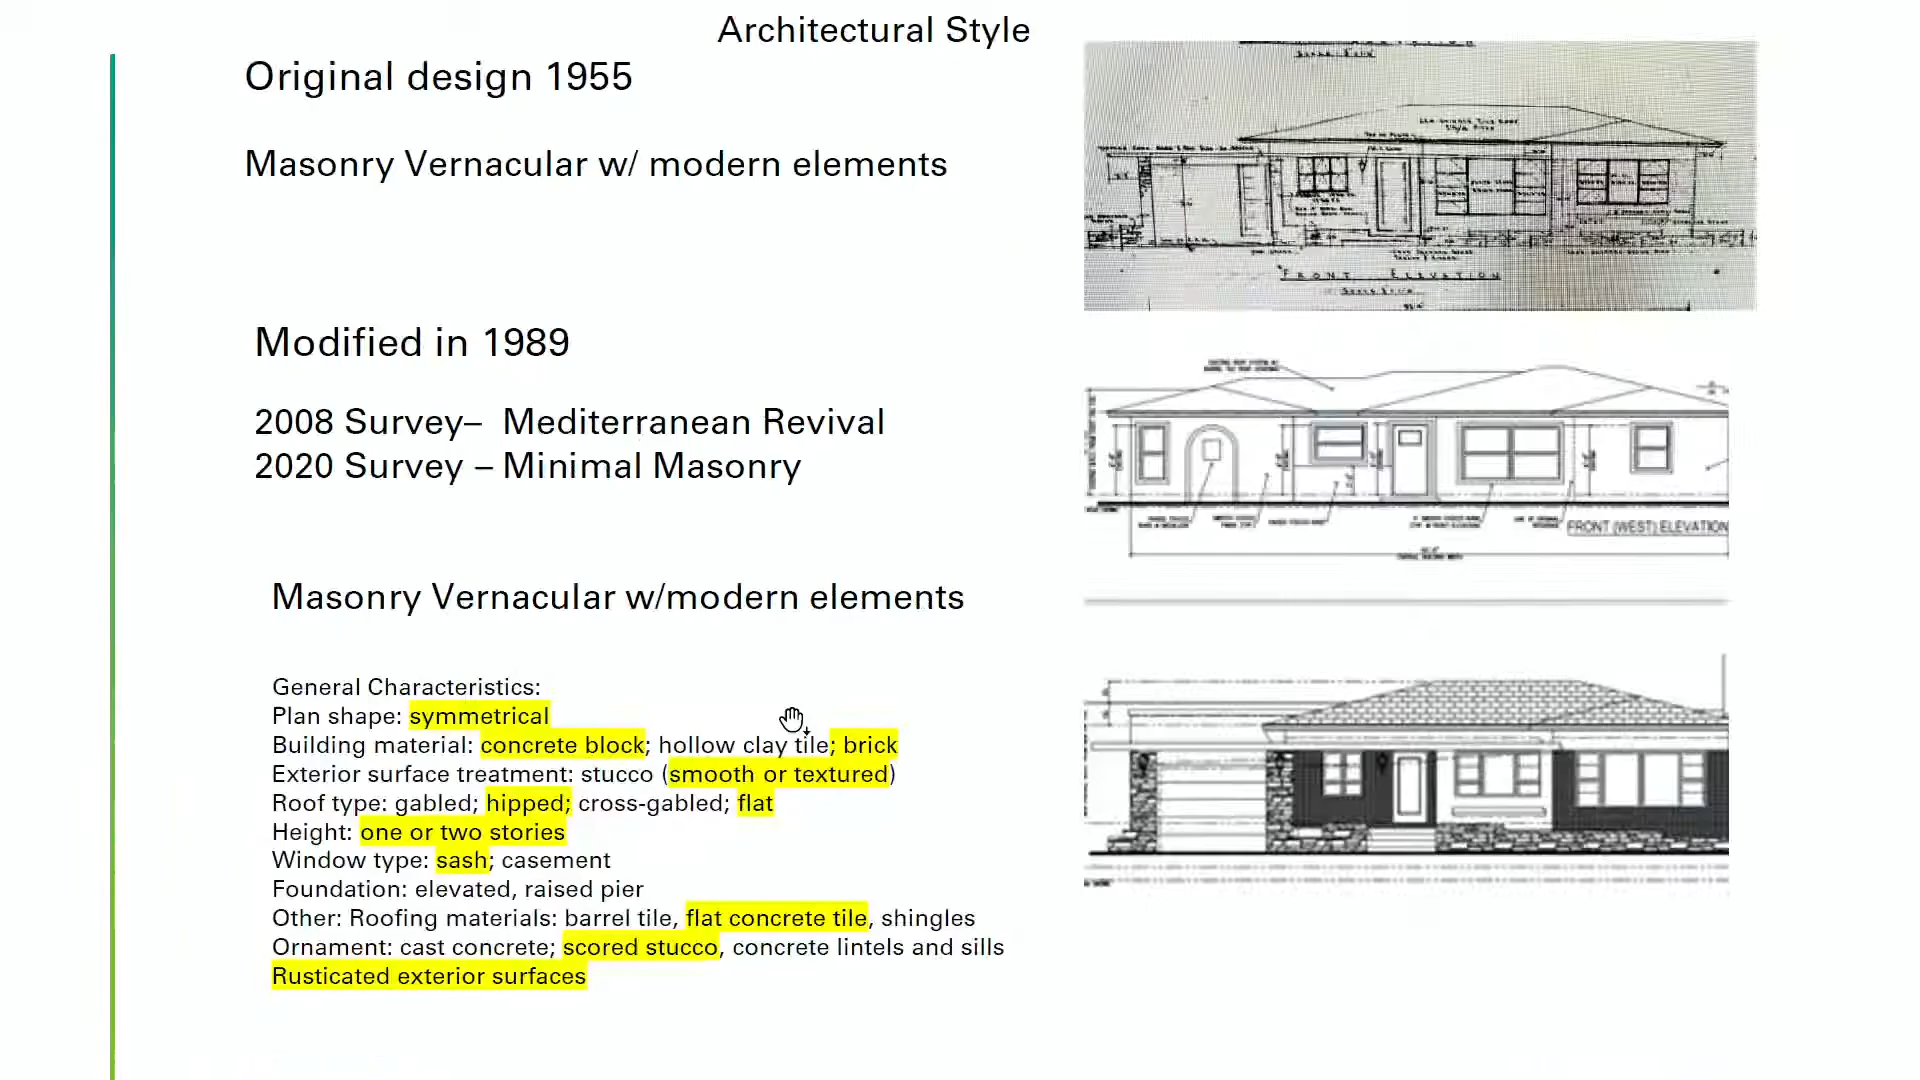 Architectural Style
Original design 1955
Masonry Vernacular w/ modern elements
FRONT ELEVATION
Modified in 1989
2008 Survey– Mediterranean Revival
2020 Survey – Minimal Masonry
FRONT (WEST) ELEVATION
Masonry Vernacular w/modern elements
General Characteristics:
Plan shape: symmetrical
Building material: concrete block; hollow clay tile; brick
Exterior surface treatment: stucco (smooth or textured)
Roof type: gabled; hipped; cross-gabled; flat
Height: one or two stories
Window type: sash; casement
Foundation: elevated, raised pier
Other: Roofing materials: barrel tile, flat concrete tile, shingles
Ornament: cast concrete; scored stucco, concrete lintels and sills
Rusticated exterior surfaces